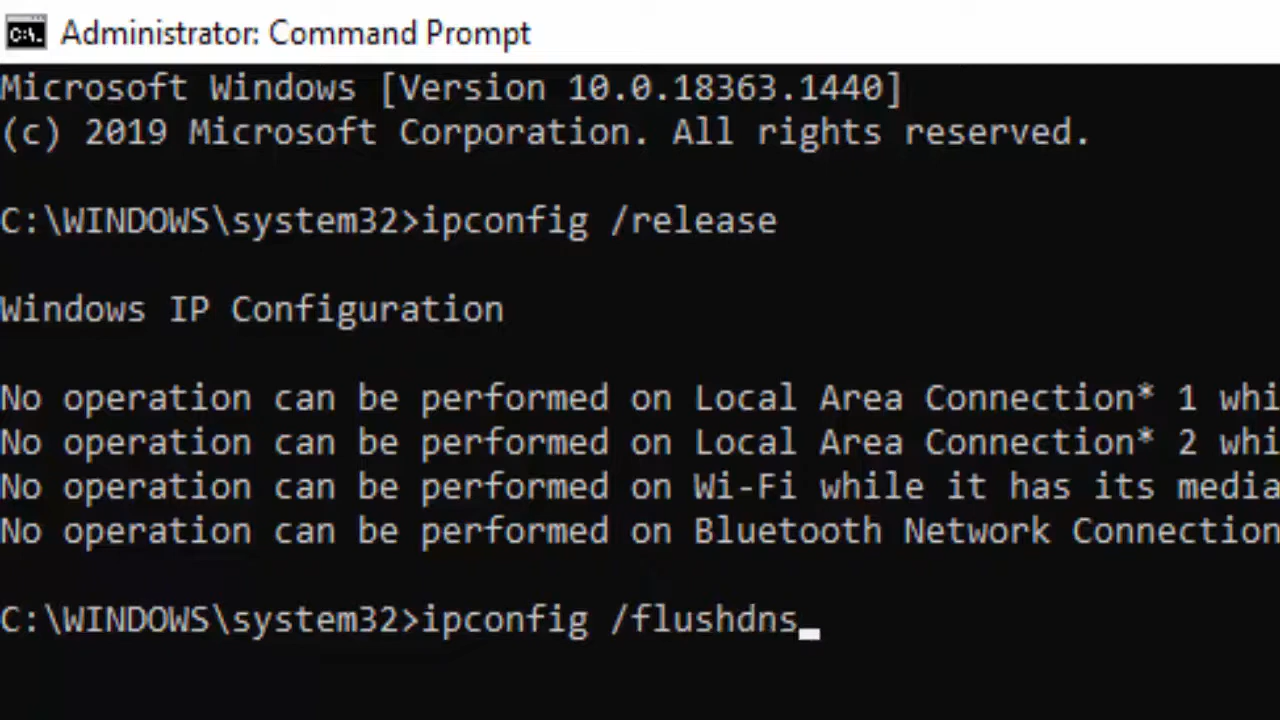 Administrator: Command Prompt
Microsoft Windows [Version 10.0.18363.1440]
(c) 2019 Microsoft Corporation. All rights reserved.
C:\WINDOWS\system32>ipconfig /release
Windows IP Configuration
No operation can be performed on Local Area Connection* 1 whi
No operation can be performed on Local Area Connection* 2 whi
No operation can be performed on Wi-Fi while it has its media
No operation can be performed on Bluetooth Network Connection
C:\WINDOWS\system32>ipconfig /flushdns